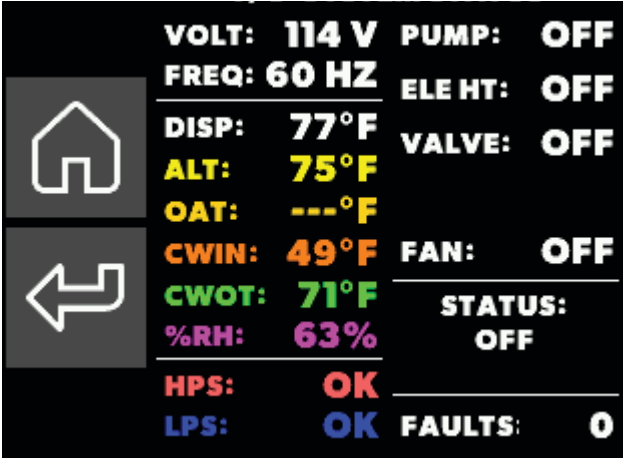 VOLT: 114 V
FREQ: 60 HZ
DISP: 77°F
ALT: 75°F
OAT: ---°F
CWIN: 49°F
CWOT: 71°F
%RH: 63%
HPS: OK
LPS: OK
PUMP: OFF
ELE HT: OFF
VALVE: OFF
FAN: OFF
STATUS:
OFF
FAULTS: 0